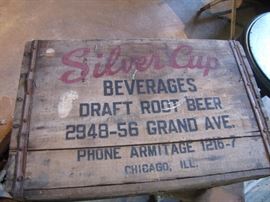 Silver Cup
BEVERAGES
DRAFT ROOT BEER
2948-56 GRAND AVE.
PHONE ARMITAGE 1216-7
CHICAGO, ILL.